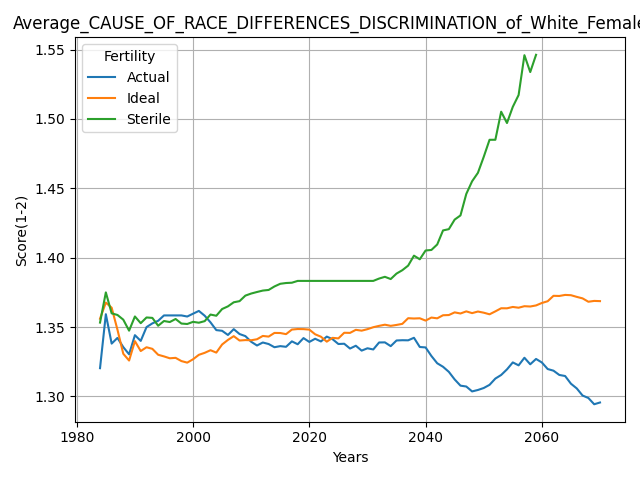 Average_CAUSE_OF_RACE_DIFFERENCES_DISCRIMINATION_of_White_Female
Fertility
Actual
Ideal
Sterile
1.55
1.50
1.45
1.40
1.35
1.30
Score(1-2)
1980 2000 2020 2040 2060
Years